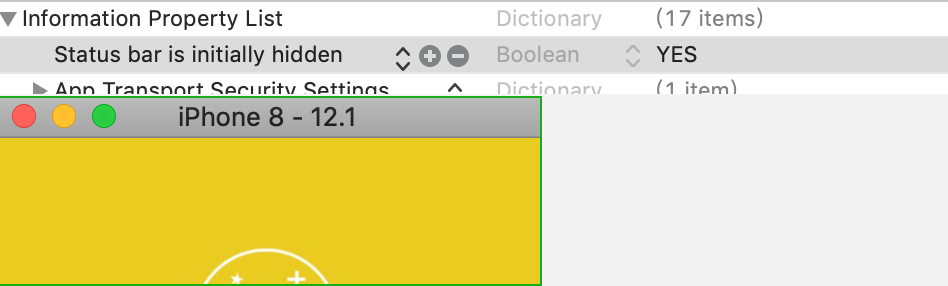 Information Property List Dictionary (17 items)
Status bar is initially hidden Boolean YES
App Transport Security Settings Dictionary (1 item)
iPhone 8 - 12.1